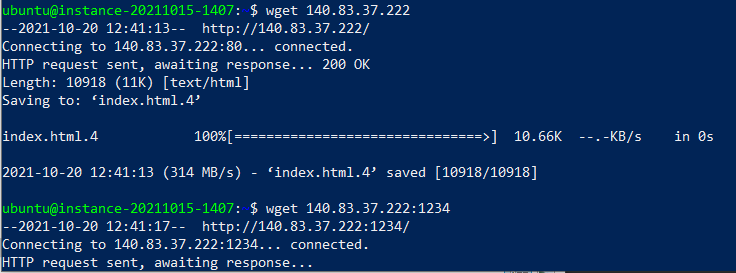 ubuntu@instance-20211015-1407: $ wget 140.83.37.222
--2021-10-20 12:41:13-- http://140.83.37.222/
Connecting to 140.83.37.222:80... connected.
HTTP request sent, awaiting response... 200 OK
Length: 10918 (11K) [text/html]
Saving to: ‘index.html.4’
index.html.4 100%[================================>] 10.66K --.-KB/s in 0s
2021-10-20 12:41:13 (314 MB/s) - ‘index.html.4’ saved [10918/10918]
ubuntu@instance-20211015-1407: $ wget 140.83.37.222:1234
--2021-10-20 12:41:17-- http://140.83.37.222:1234/
Connecting to 140.83.37.222:1234... connected.
HTTP request sent, awaiting response...